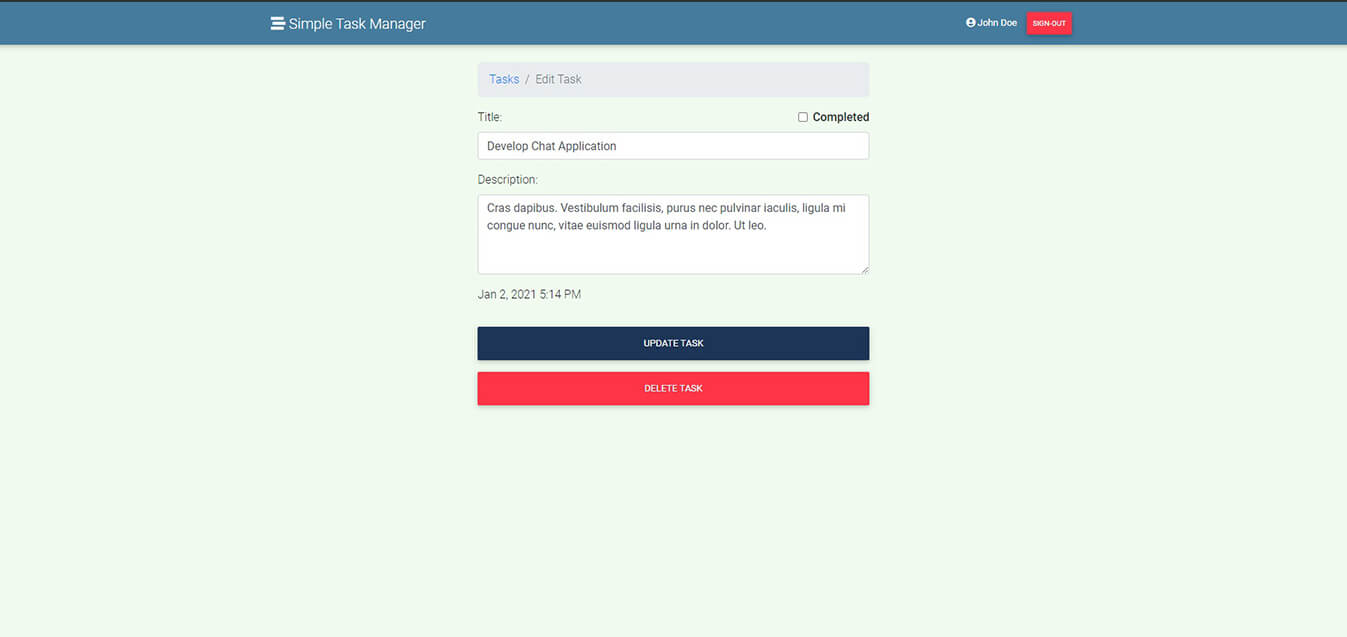 Simple Task Manager
John Doe
SIGN-OUT
Tasks / Edit Task
Title:
Completed
Develop Chat Application
Description:
Cras dapibus. Vestibulum facilisis, purus nec pulvinar iaculis, ligula mi
congue nunc, vitae euismod ligula urna in dolor. Ut leo.
Jan 2, 2021 5:14 PM
UPDATE TASK
DELETE TASK